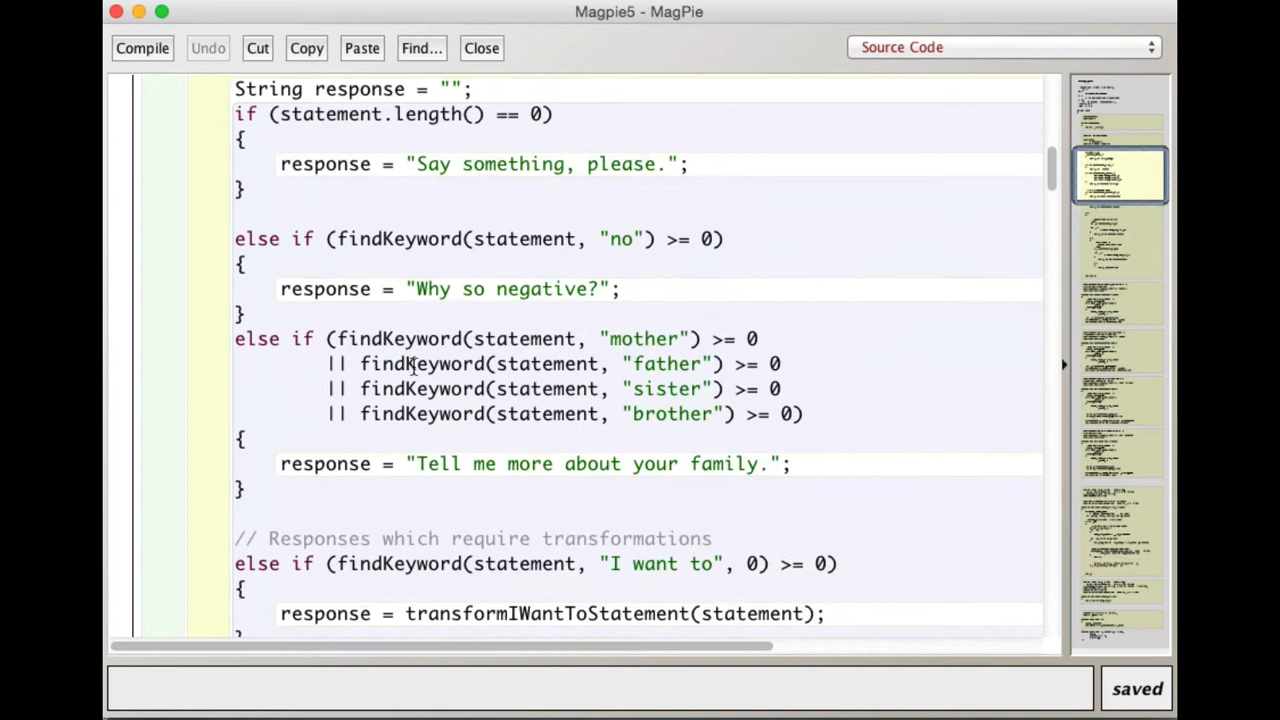 Magpie5 - MagPie
Compile Undo Cut Copy Paste Find... Close Source Code
String response = "";
if (statement.length() == 0)
{
response = "Say something, please.";
}
else if (findKeyword(statement, "no") >= 0)
{
response = "Why so negative?";
}
else if (findKeyword(statement, "mother") >= 0
|| findKeyword(statement, "father") >= 0
|| findKeyword(statement, "sister") >= 0
|| findKeyword(statement, "brother") >= 0)
{
response = "Tell me more about your family.";
}
// Responses which require transformations
else if (findKeyword(statement, "I want to", 0) >= 0)
{
response = transformIWantToStatement(statement);
}
saved